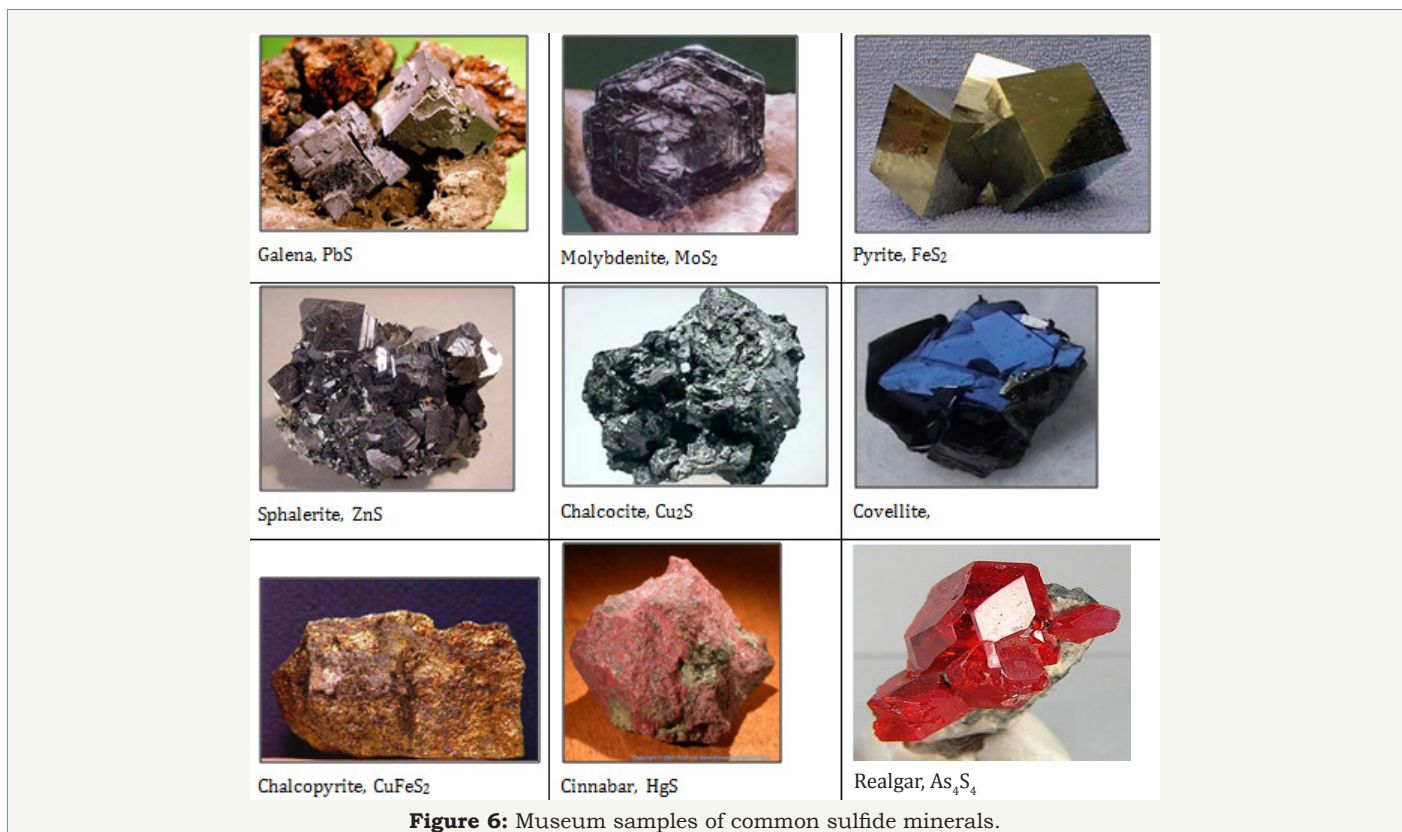 Galena, PbS
Molybdenite, MoS₂
Pyrite, FeS₂
Sphalerite, ZnS
Chalcocite, Cu₂S
Covellite,
Chalcopyrite, CuFeS₂
Cinnabar, HgS
Realgar, As₄S₄
Figure 6: Museum samples of common sulfide minerals.